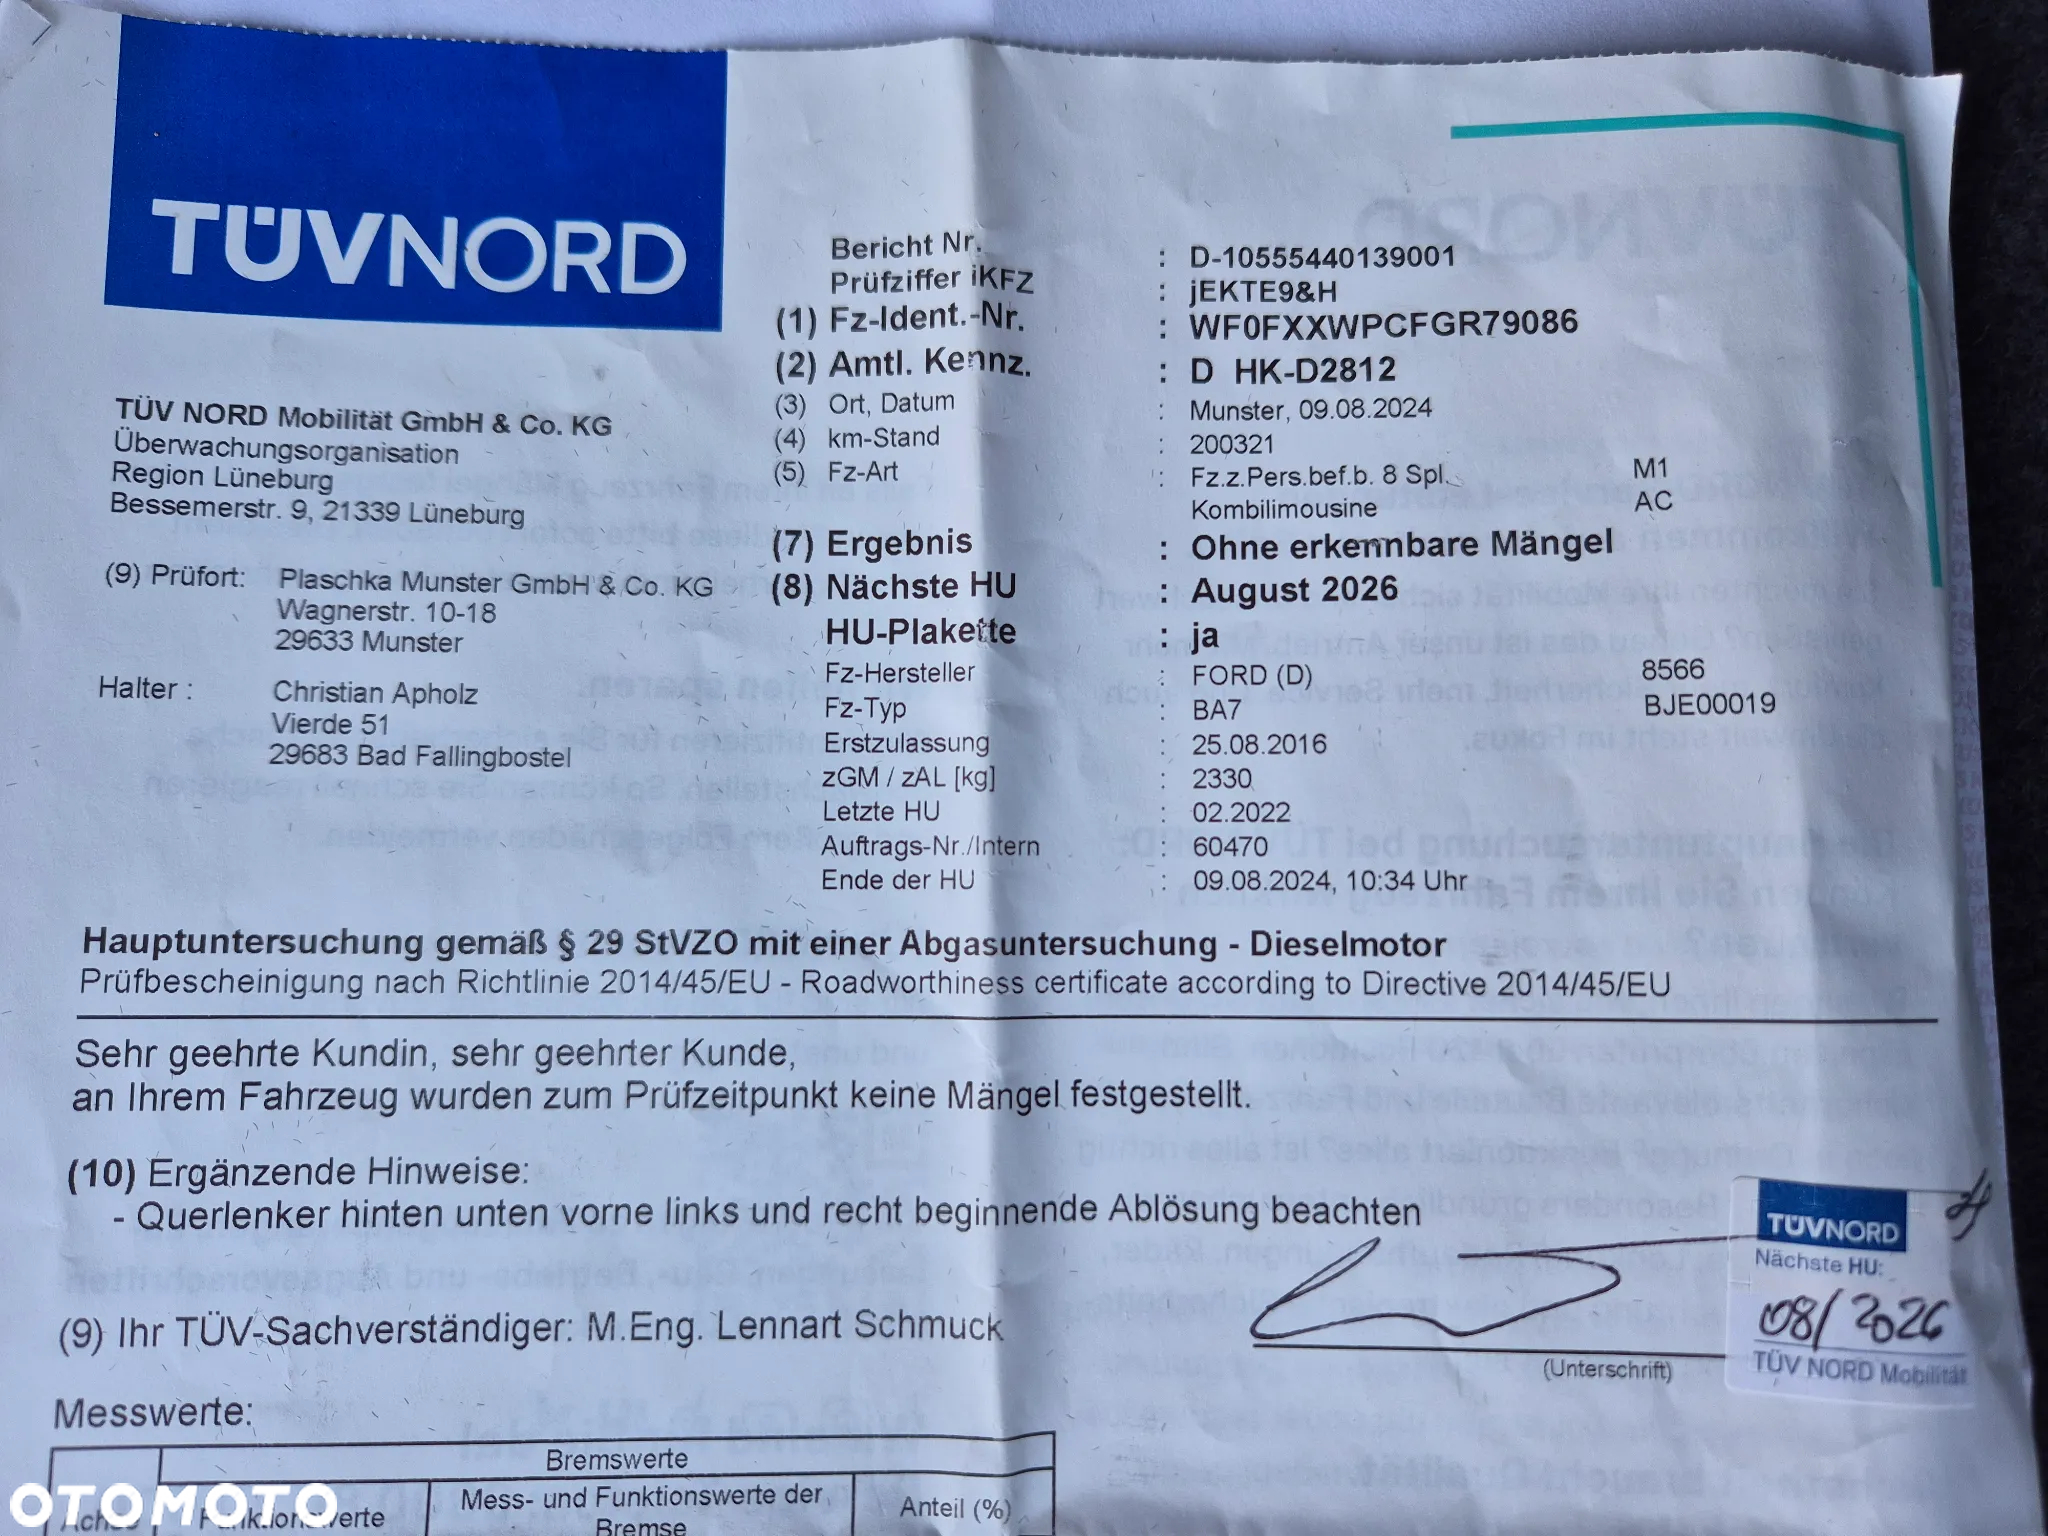 TÜVNORD
Bericht Nr. : D-10555440139001
Prüfziffer iKFZ : jEKTE9&H
(1) Fz-Ident.-Nr. : WF0FXXWPCFGR79086
(2) Amtl. Kennz. : D HK-D2812
(3) Ort, Datum : Munster, 09.08.2024
(4) km-Stand : 200321
(5) Fz-Art : Fz.z.Pers.bef.b. 8 Spl. M1
Kombilimousine AC
(7) Ergebnis : Ohne erkennbare Mängel
(8) Nächste HU : August 2026
HU-Plakette : ja
Fz-Hersteller : FORD (D) 8566
Fz-Typ : BA7 BJE00019
Erstzulassung : 25.08.2016
zGM / zAL [kg] : 2330
Letzte HU : 02.2022
Auftrags-Nr./Intern : 60470
Ende der HU : 09.08.2024, 10:34 Uhr
TÜV NORD Mobilität GmbH & Co. KG
Überwachungsorganisation
Region Lüneburg
Bessemerstr. 9, 21339 Lüneburg
(9) Prüfort: Plaschka Munster GmbH & Co. KG
Wagnerstr. 10-18
29633 Munster
Halter : Christian Apholz
Vierde 51
29683 Bad Fallingbostel
Hauptuntersuchung gemäß § 29 StVZO mit einer Abgasuntersuchung - Dieselmotor
Prüfbescheinigung nach Richtlinie 2014/45/EU - Roadworthiness certificate according to Directive 2014/45/EU
Sehr geehrte Kundin, sehr geehrter Kunde,
an Ihrem Fahrzeug wurden zum Prüfzeitpunkt keine Mängel festgestellt.
(10) Ergänzende Hinweise:
- Querlenker hinten unten vorne links und recht beginnende Ablösung beachten
(9) Ihr TÜV-Sachverständiger: M.Eng. Lennart Schmuck
(Unterschrift)
TÜVNORD
Nächste HU:
08/2026
TÜV NORD Mobilität
Messwerte:
Bremswerte
Funktionswerte
Mess- und Funktionswerte der
Bremse
Anteil (%)
OTOMOTO